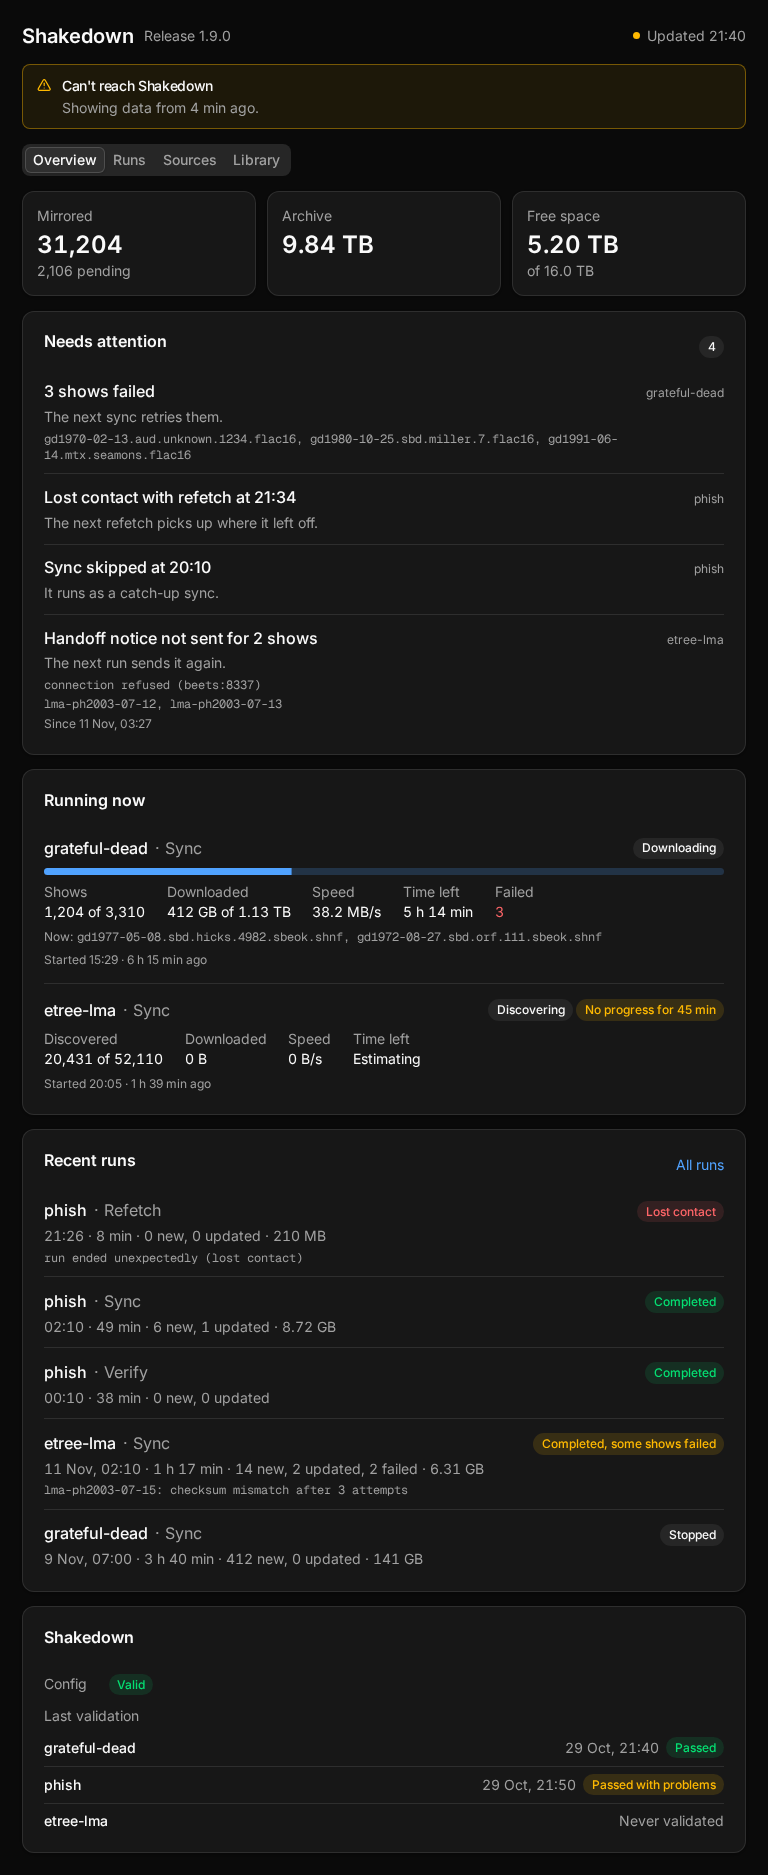 Shakedown Release 1.9.0 Updated 21:40
Can't reach Shakedown
Showing data from 4 min ago.
Overview Runs Sources Library
Mirrored Archive Free space
31,204 9.84 TB 5.20 TB
2,106 pending of 16.0 TB
Needs attention 4
3 shows failed grateful-dead
The next sync retries them.
gd1970-02-13.aud.unknown.1234.flac16, gd1980-10-25.sbd.miller.7.flac16, gd1991-06-
14.mtx.seamons.flac16
Lost contact with refetch at 21:34 phish
The next refetch picks up where it left off.
Sync skipped at 20:10 phish
It runs as a catch-up sync.
Handoff notice not sent for 2 shows etree-lma
The next run sends it again.
connection refused (beets:8337)
lma-ph2003-07-12, lma-ph2003-07-13
Since 11 Nov, 03:27
Running now
grateful-dead · Sync Downloading
Shows Downloaded Speed Time left Failed
1,204 of 3,310 412 GB of 1.13 TB 38.2 MB/s 5 h 14 min 3
Now: gd1977-05-08.sbd.hicks.4982.sbeok.shnf, gd1972-08-27.sbd.orf.111.sbeok.shnf
Started 15:29 · 6 h 15 min ago
etree-lma · Sync Discovering No progress for 45 min
Discovered Downloaded Speed Time left
20,431 of 52,110 0 B 0 B/s Estimating
Started 20:05 · 1 h 39 min ago
Recent runs All runs
phish · Refetch Lost contact
21:26 · 8 min · 0 new, 0 updated · 210 MB
run ended unexpectedly (lost contact)
phish · Sync Completed
02:10 · 49 min · 6 new, 1 updated · 8.72 GB
phish · Verify Completed
00:10 · 38 min · 0 new, 0 updated
etree-lma · Sync Completed, some shows failed
11 Nov, 02:10 · 1 h 17 min · 14 new, 2 updated, 2 failed · 6.31 GB
lma-ph2003-07-15: checksum mismatch after 3 attempts
grateful-dead · Sync Stopped
9 Nov, 07:00 · 3 h 40 min · 412 new, 0 updated · 141 GB
Shakedown
Config Valid
Last validation
grateful-dead 29 Oct, 21:40 Passed
phish 29 Oct, 21:50 Passed with problems
etree-lma Never validated